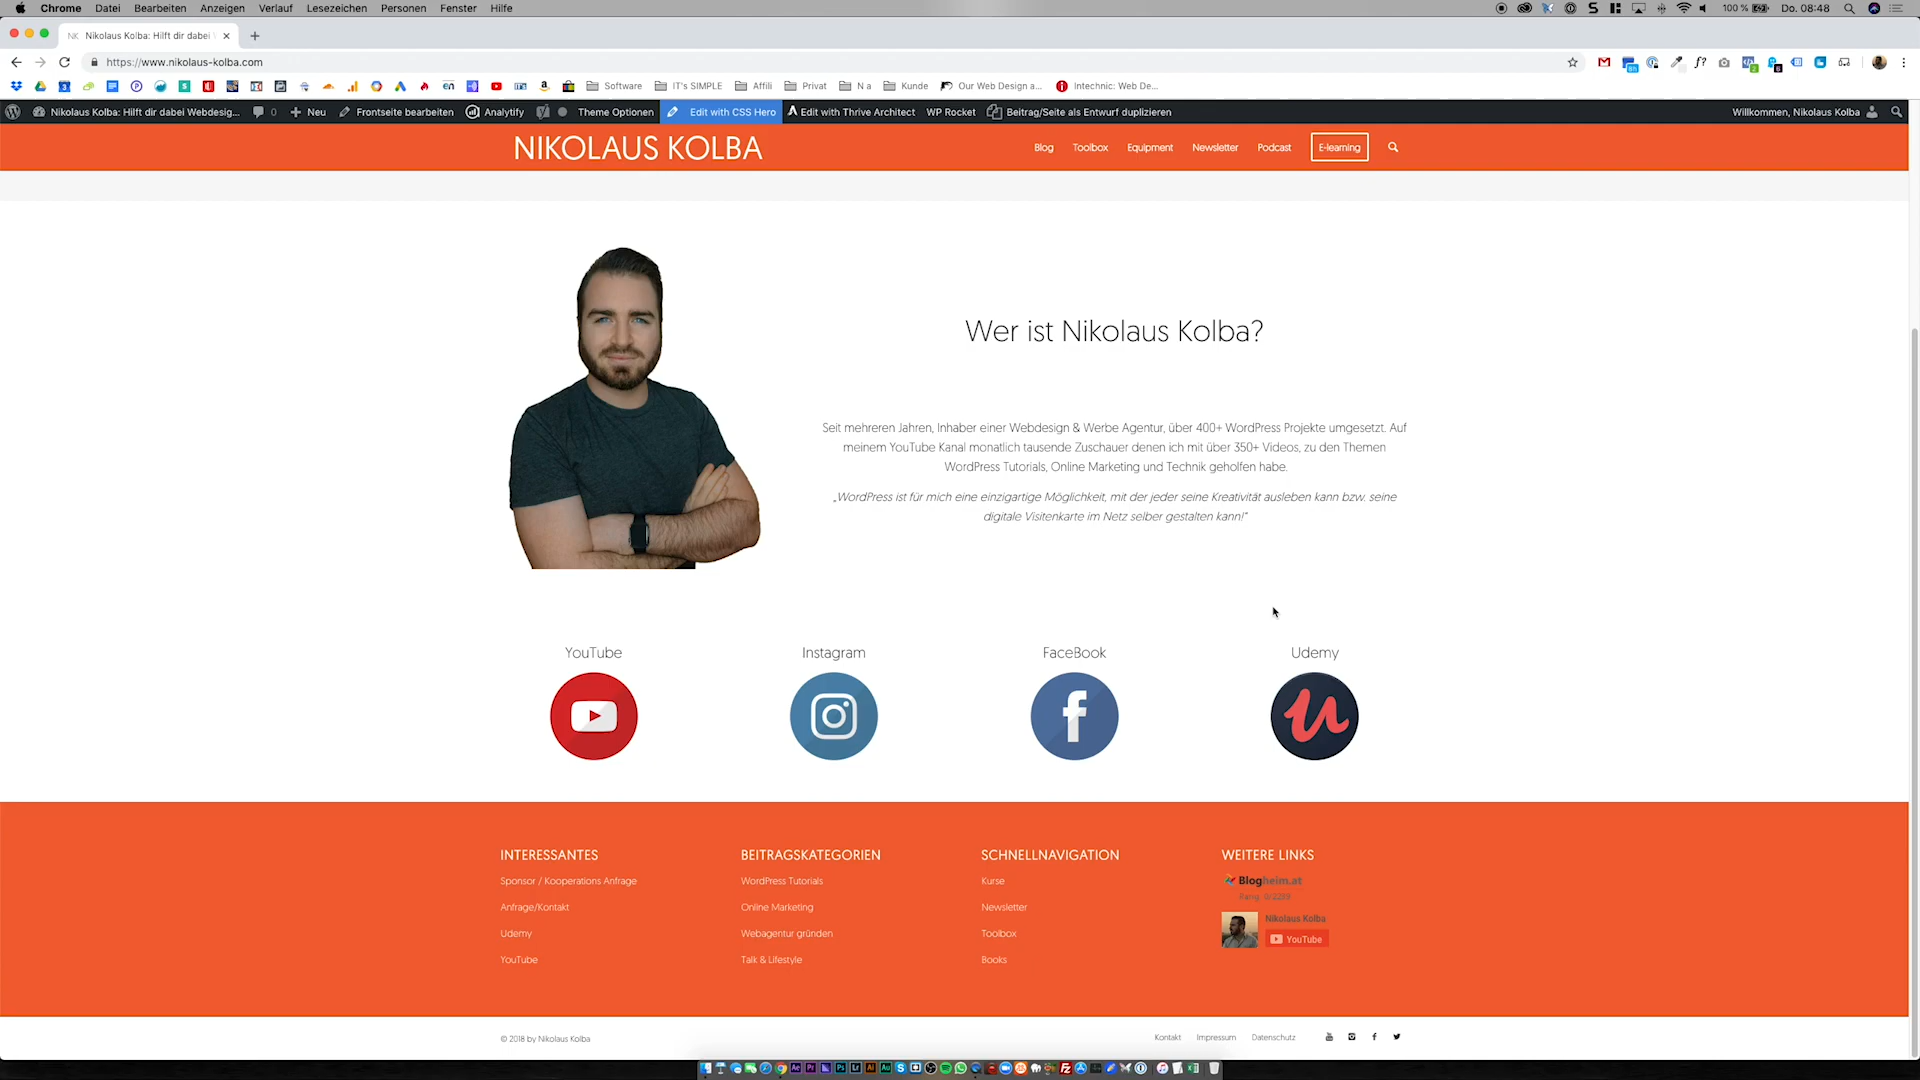 Chrome Datei Bearbeiten Anzeigen Verlauf Lesezeichen Personen Fenster Hilfe 100 % Do. 08:48
NK Nikolaus Kolba: Hilft dir dabei
https://www.nikolaus-kolba.com
Software IT's SIMPLE Affili Privat N a Kunde Our Web Design a... Intechnic: Web De...
Nikolaus Kolba: Hilft dir dabei Webdesig... 0 Neu Frontseite bearbeiten Analytify Theme Optionen Edit with CSS Hero Edit with Thrive Architect WP Rocket Beitrag/Seite als Entwurf duplizieren Willkommen, Nikolaus Kolba
NIKOLAUS KOLBA Blog Toolbox Equipment Newsletter Podcast E-learning
Wer ist Nikolaus Kolba?
Seit mehreren Jahren, Inhaber einer Webdesign & Werbe Agentur, über 400+ WordPress Projekte umgesetzt. Auf
meinem YouTube Kanal monatlich tausende Zuschauer denen ich mit über 350+ Videos, zu den Themen
WordPress Tutorials, Online Marketing und Technik geholfen habe.
„WordPress ist für mich eine einzigartige Möglichkeit, mit der jeder seine Kreativität ausleben kann bzw. seine
digitale Visitenkarte im Netz selber gestalten kann!"
YouTube Instagram FaceBook Udemy
INTERESSANTES
Sponsor / Kooperations Anfrage
Anfrage/Kontakt
Udemy
YouTube
BEITRAGSKATEGORIEN
WordPress Tutorials
Online Marketing
Webagentur gründen
Talk & Lifestyle
SCHNELLNAVIGATION
Kurse
Newsletter
Toolbox
Books
WEITERE LINKS
Blogheim.at
Rang 0/2289
Nikolaus Kolba
YouTube
© 2018 by Nikolaus Kolba Kontakt Impressum Datenschutz